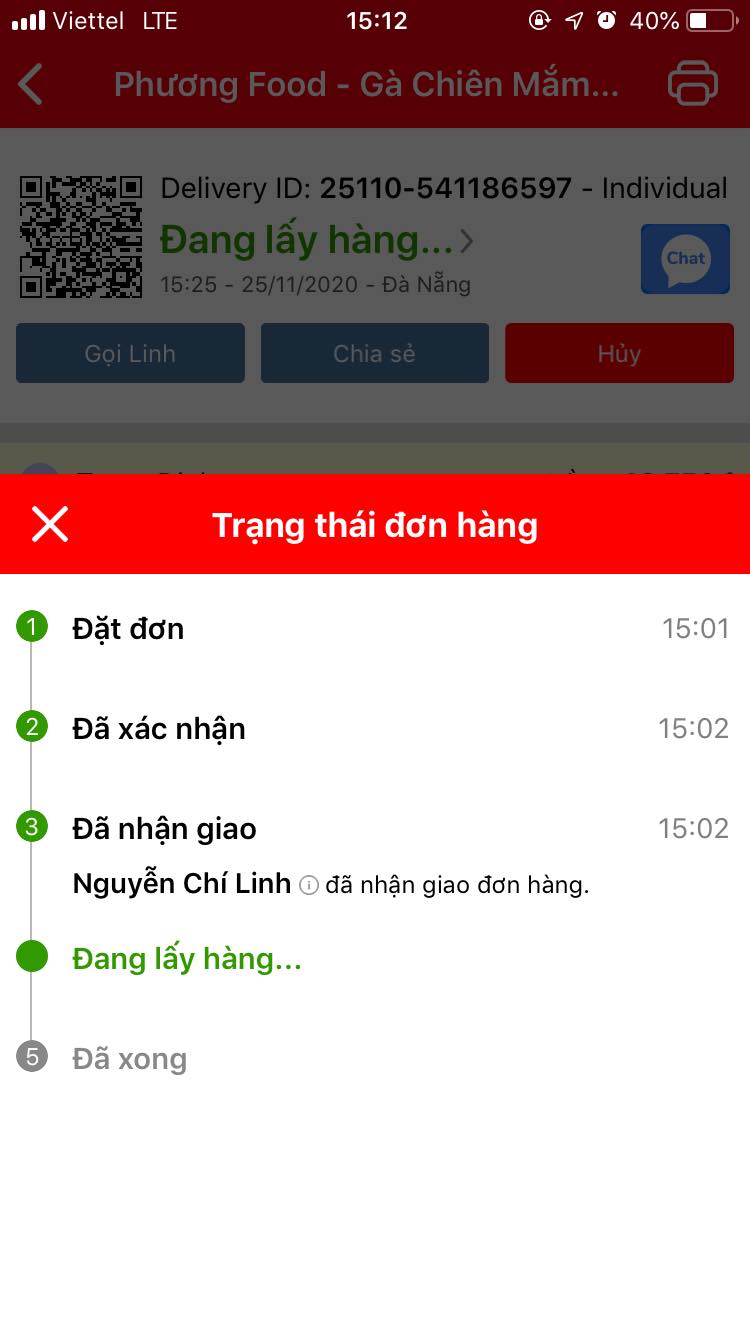 Viettel LTE 15:12 40%
Phương Food - Gà Chiên Mắm...
Delivery ID: 25110-541186597 - Individual
Đang lấy hàng...
15:25 - 25/11/2020 - Đà Nẵng
Chat
Gọi Linh
Chia sẻ
Hủy
Trạng thái đơn hàng
1 Đặt đơn 15:01
2 Đã xác nhận 15:02
3 Đã nhận giao 15:02
Nguyễn Chí Linh đã nhận giao đơn hàng.
Đang lấy hàng...
5 Đã xong